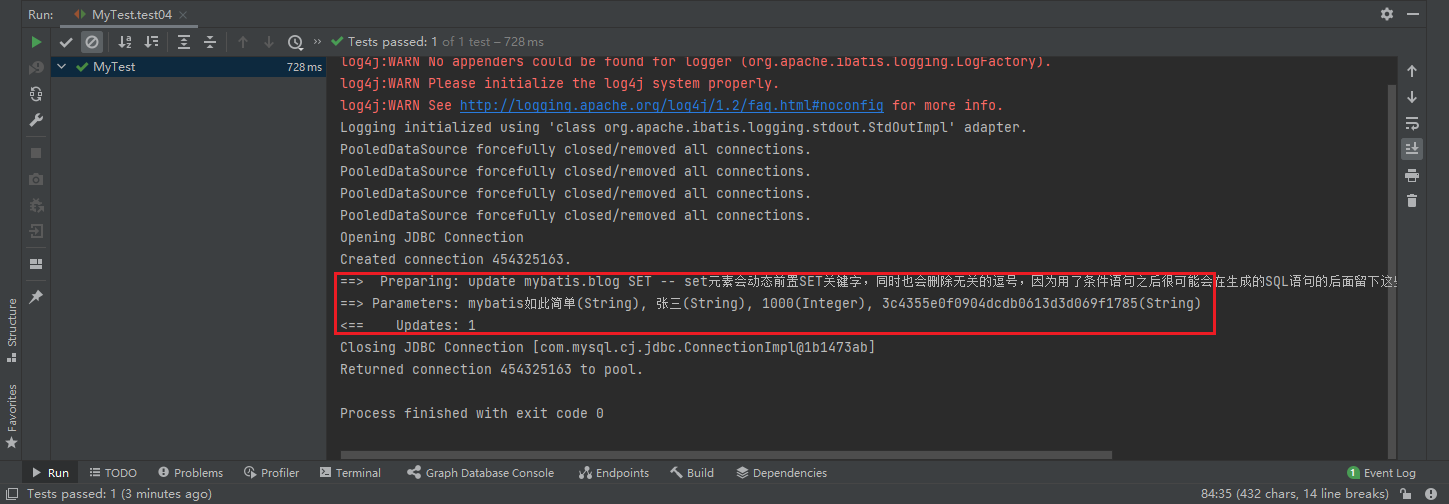 Run: MyTest.test04
Tests passed: 1 of 1 test – 728 ms
MyTest 728 ms
log4j:WARN No appenders could be found for logger (org.apache.ibatis.logging.LogFactory).
log4j:WARN Please initialize the log4j system properly.
log4j:WARN See http://logging.apache.org/log4j/1.2/faq.html#noconfig for more info.
Logging initialized using 'class org.apache.ibatis.logging.stdout.StdOutImpl' adapter.
PooledDataSource forcefully closed/removed all connections.
PooledDataSource forcefully closed/removed all connections.
PooledDataSource forcefully closed/removed all connections.
PooledDataSource forcefully closed/removed all connections.
Opening JDBC Connection
Created connection 454325163.
==>  Preparing: update mybatis.blog SET -- set元素会动态前置SET关键字，同时也会删除无关的逗号，因为用了条件语句之后很可能会在生成的SQL语句的后面留下这
==> Parameters: mybatis如此简单(String), 张三(String), 1000(Integer), 3c4355e0f0904dcdb0613d3d069f1785(String)
<==    Updates: 1
Closing JDBC Connection [com.mysql.cj.jdbc.ConnectionImpl@1b1473ab]
Returned connection 454325163 to pool.
Process finished with exit code 0
Structure
Favorites
Run TODO Problems Profiler Terminal Graph Database Console Endpoints Build Dependencies 1 Event Log
Tests passed: 1 (3 minutes ago) 84:35 (432 chars, 14 line breaks)